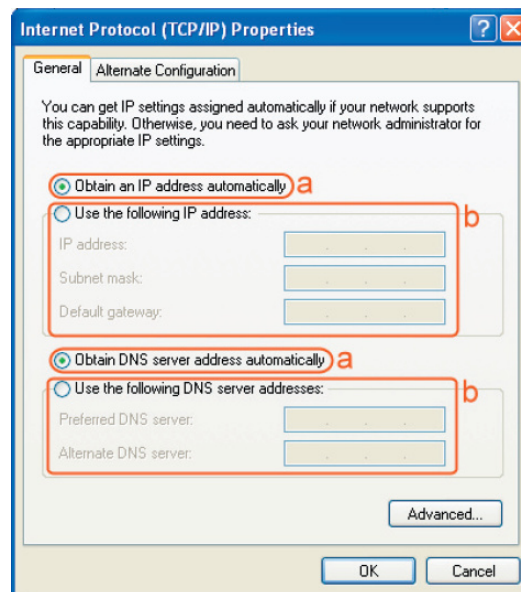 Internet Protocol (TCP/IP) Properties
General
Alternate Configuration
You can get IP settings assigned automatically if your network supports
this capability. Otherwise, you need to ask your network administrator for
the appropriate IP settings.
Obtain an IP address automatically a
Use the following IP address: b
IP address:
Subnet mask:
Default gateway:
Obtain DNS server address automatically a
Use the following DNS server addresses: b
Preferred DNS server:
Alternate DNS server:
Advanced...
OK
Cancel